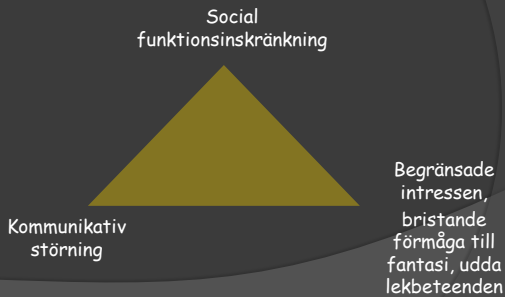 Social
funktionsinskränkning
Kommunikativ
störning
Begränsade
intressen,
bristande
förmåga till
fantasi, udda
lekbeteenden